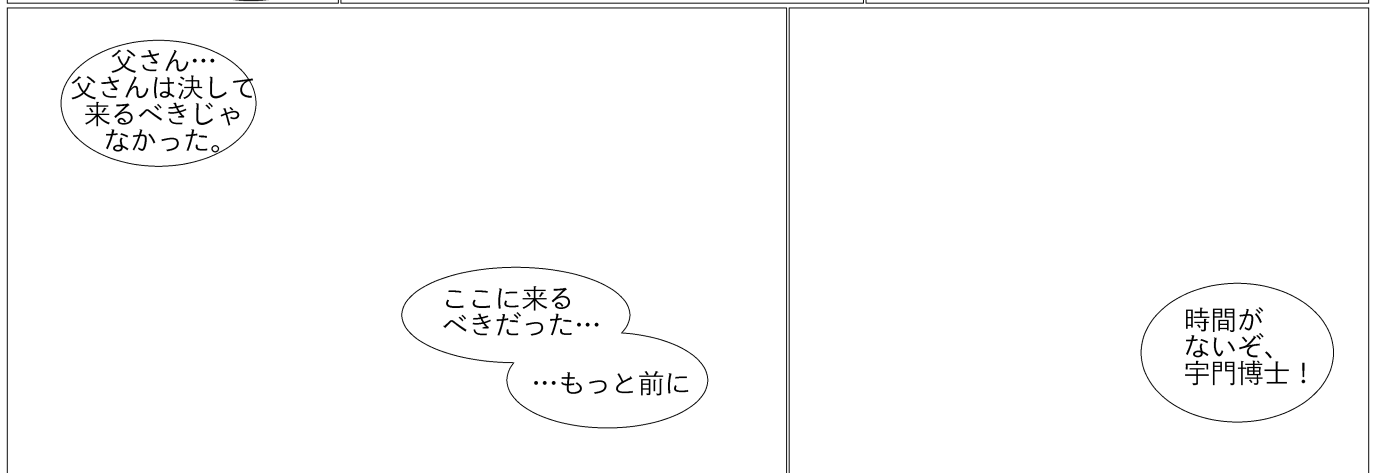 父さん…
父さんは決して
来るべきじゃ
なかった。
ここに来る
べきだった…
…もっと前に
時間が
ないぞ、
宇門博士！